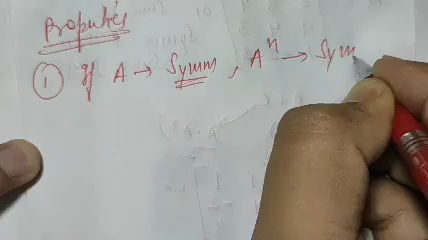 Properties
① If A → Symm, Aⁿ → Sym